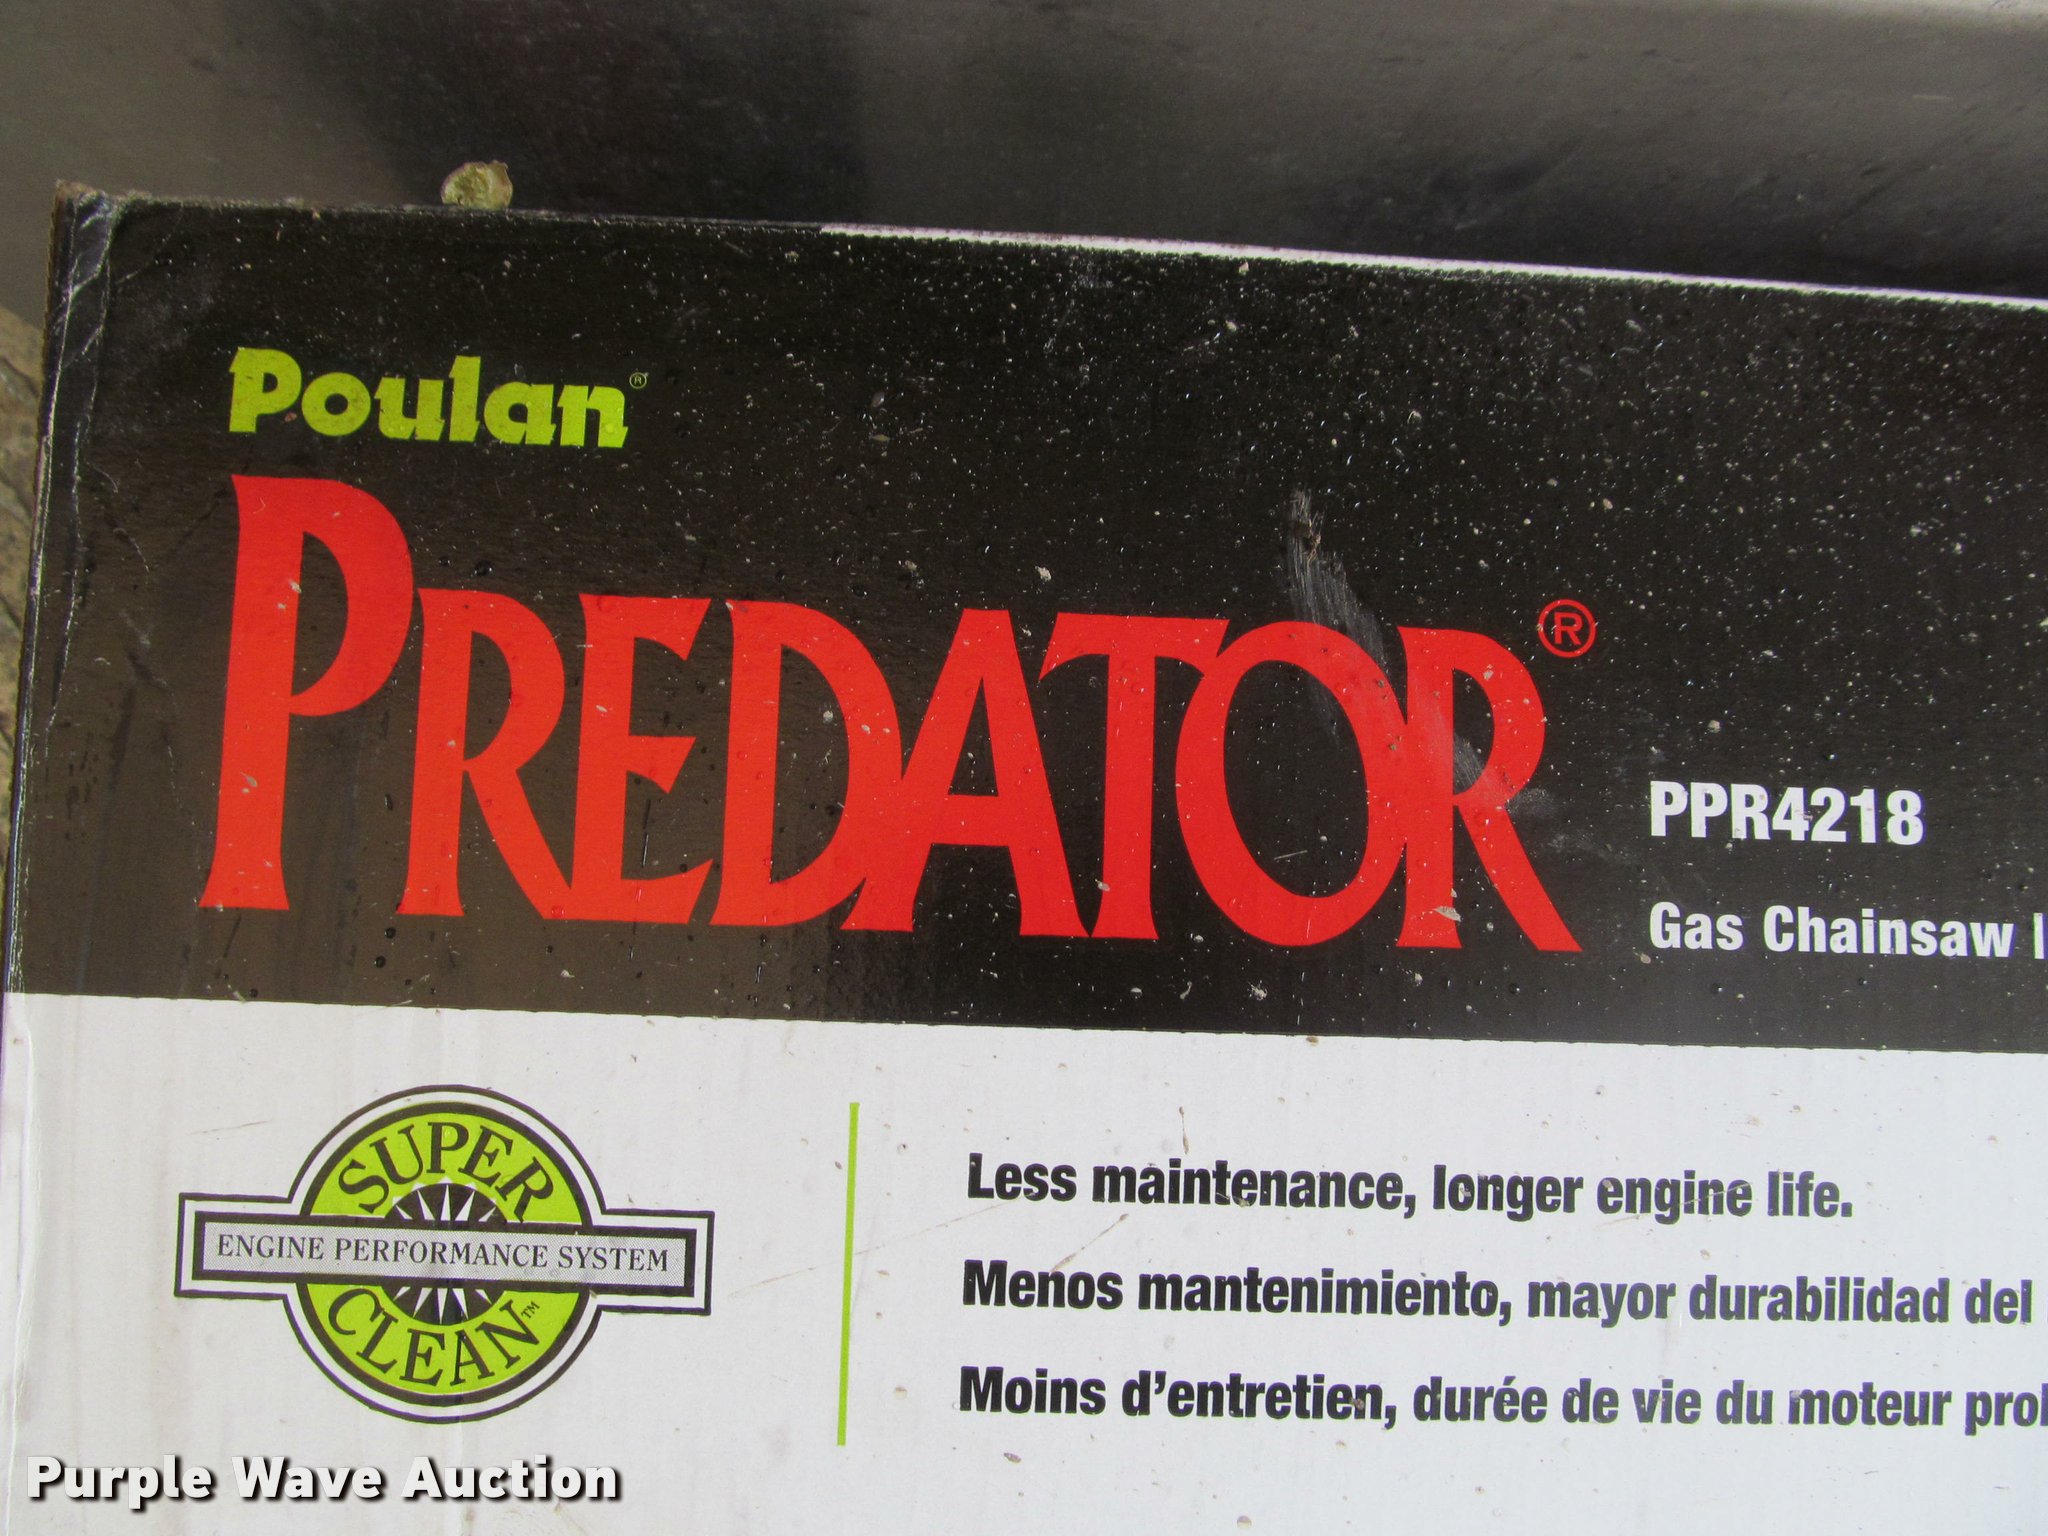 Poulan®
PREDATOR®
PPR4218
Gas Chainsaw
SUPER
ENGINE PERFORMANCE SYSTEM
CLEAN™
Less maintenance, longer engine life.
Menos mantenimiento, mayor durabilidad del
Moins d'entretien, durée de vie du moteur
Purple Wave Auction